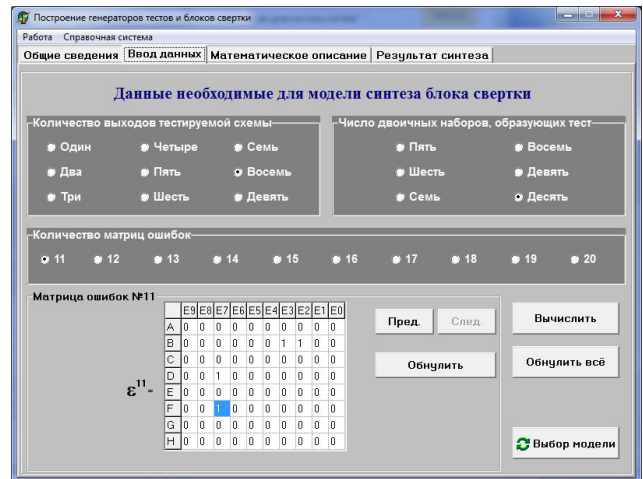 Построение генераторов тестов и блоков свертки
Работа Справочная система
Общие сведения Ввод данных Математическое описание Результат синтеза
Данные необходимые для модели синтеза блока свертки
Количество выходов тестируемой схемы
Один Четыре Семь
Два Пять Восемь
Три Шесть Девять
Число двоичных наборов, образующих тест
Пять Восемь
Шесть Девять
Семь Десять
Количество матриц ошибок
11 12 13 14 15 16 17 18 19 20
Матрица ошибок №11
ε¹¹-
E9 E8 E7 E6 E5 E4 E3 E2 E1 E0
A 0 0 0 0 0 0 0 0 0 0
B 0 0 0 0 0 0 1 1 0 0
C 0 0 0 0 0 0 0 0 0 0
D 0 0 1 0 0 0 0 0 0 0
E 0 0 0 0 0 0 0 0 0 0
F 0 0 1 0 0 0 0 0 0 0
G 0 0 0 0 0 0 0 0 0 0
H 0 0 0 0 0 0 0 0 0 0
Пред. След.
Обнулить
Вычислить
Обнулить всё
Выбор модели